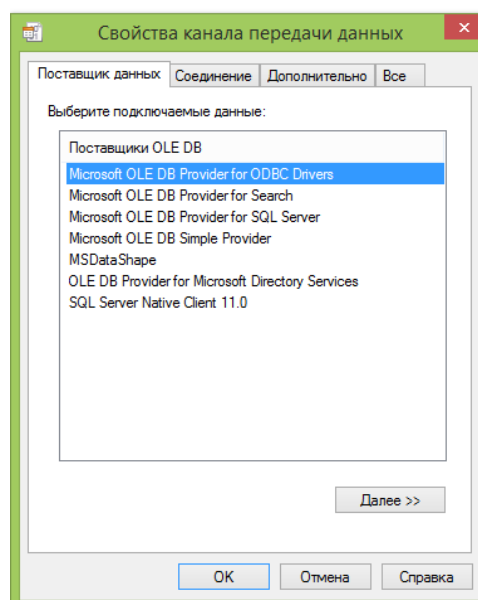 Свойства канала передачи данных
Поставщик данных Соединение Дополнительно Все
Выберите подключаемые данные:
Поставщики OLE DB
Microsoft OLE DB Provider for ODBC Drivers
Microsoft OLE DB Provider for Search
Microsoft OLE DB Provider for SQL Server
Microsoft OLE DB Simple Provider
MSDataShape
OLE DB Provider for Microsoft Directory Services
SQL Server Native Client 11.0
Далее >>
OK Отмена Справка